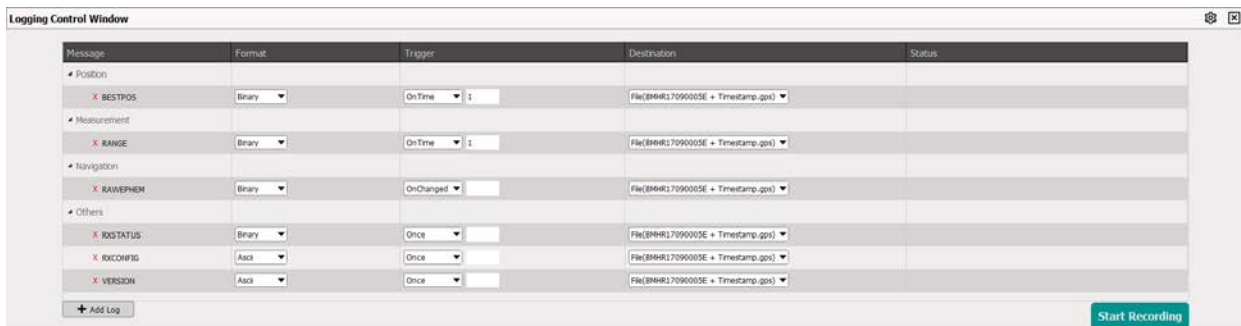 Logging Control Window
Message Format Trigger Destination Status
Position
X BESTPOS Binary OnTime 1 File(BMHR17090005E + Timestamp.gps)
Measurement
X RANGE Binary OnTime 1 File(BMHR17090005E + Timestamp.gps)
Navigation
X RAWEPHEM Binary OnChanged File(BMHR17090005E + Timestamp.gps)
Others
X RXSTATUS Binary Once File(BMHR17090005E + Timestamp.gps)
X RXCONFIG Ascii Once File(BMHR17090005E + Timestamp.gps)
X VERSION Ascii Once File(BMHR17090005E + Timestamp.gps)
+ Add Log
Start Recording